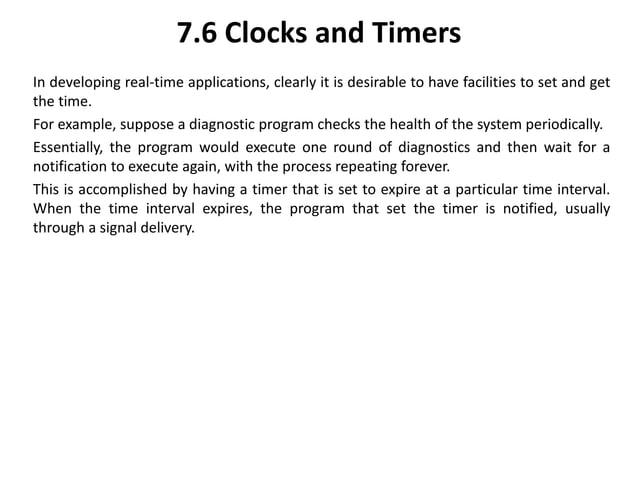 7.6 Clocks and Timers
In developing real-time applications, clearly it is desirable to have facilities to set and get
the time.
For example, suppose a diagnostic program checks the health of the system periodically.
Essentially, the program would execute one round of diagnostics and then wait for a
notification to execute again, with the process repeating forever.
This is accomplished by having a timer that is set to expire at a particular time interval.
When the time interval expires, the program that set the timer is notified, usually
through a signal delivery.